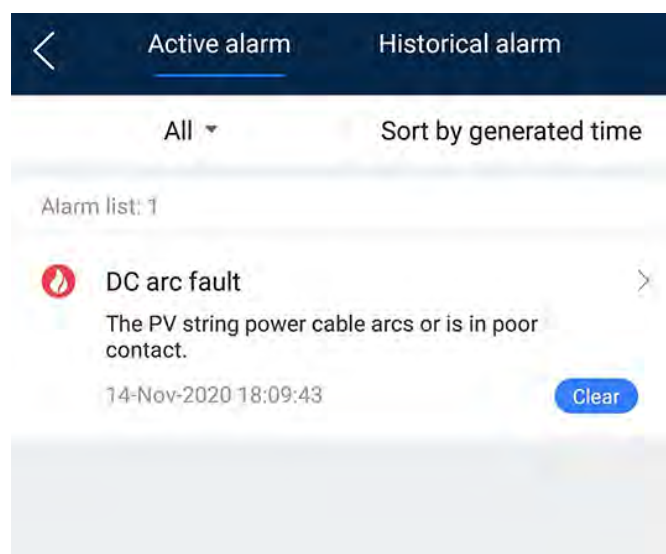 Active alarm Historical alarm
All Sort by generated time
Alarm list: 1
DC arc fault
The PV string power cable arcs or is in poor
contact.
14-Nov-2020 18:09:43 Clear